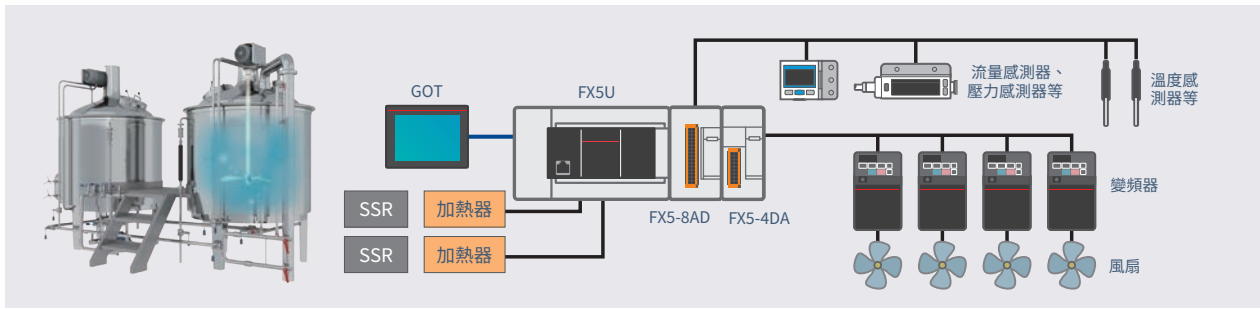 GOT
FX5U
流量感測器、
壓力感測器等
溫度感
測器等
SSR
加熱器
FX5-8AD
FX5-4DA
變頻器
SSR
加熱器
風扇